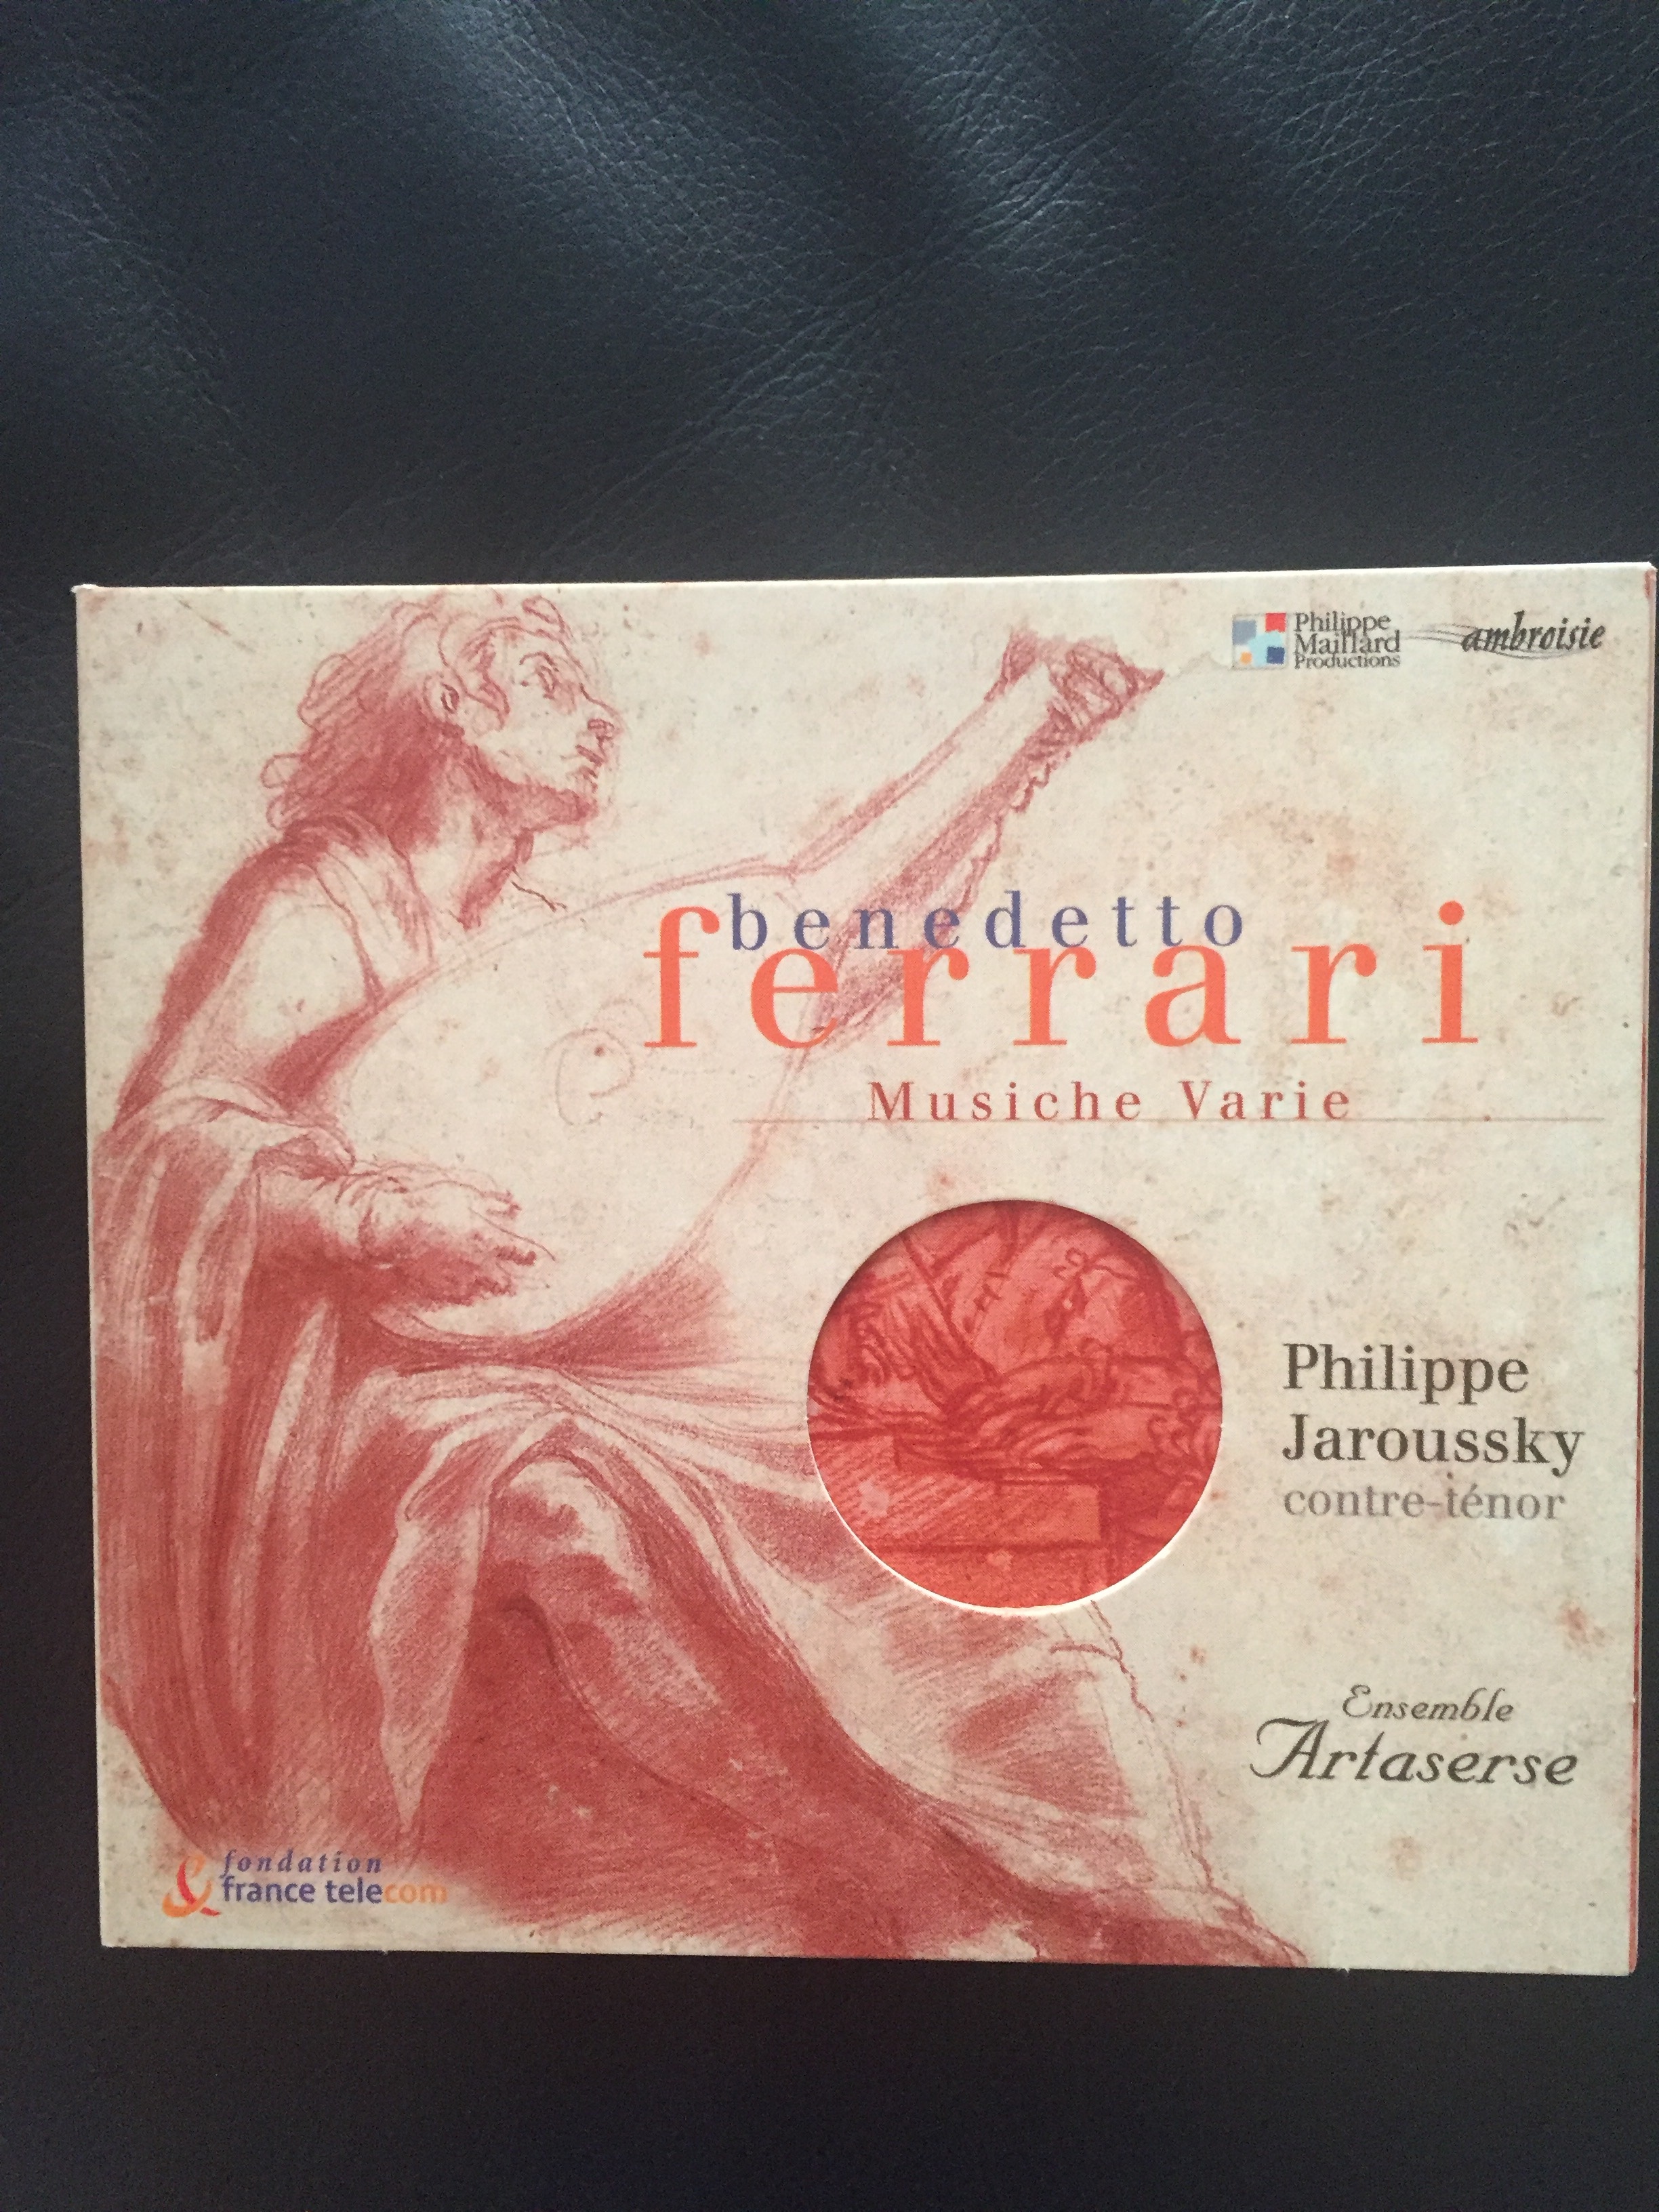 Philippe
Maillard
Productions
ambroisie
benedetto
ferrari
Musiche Varie
Philippe
Jaroussky
contre-ténor
Ensemble
Artaserse
fondation
france telecom